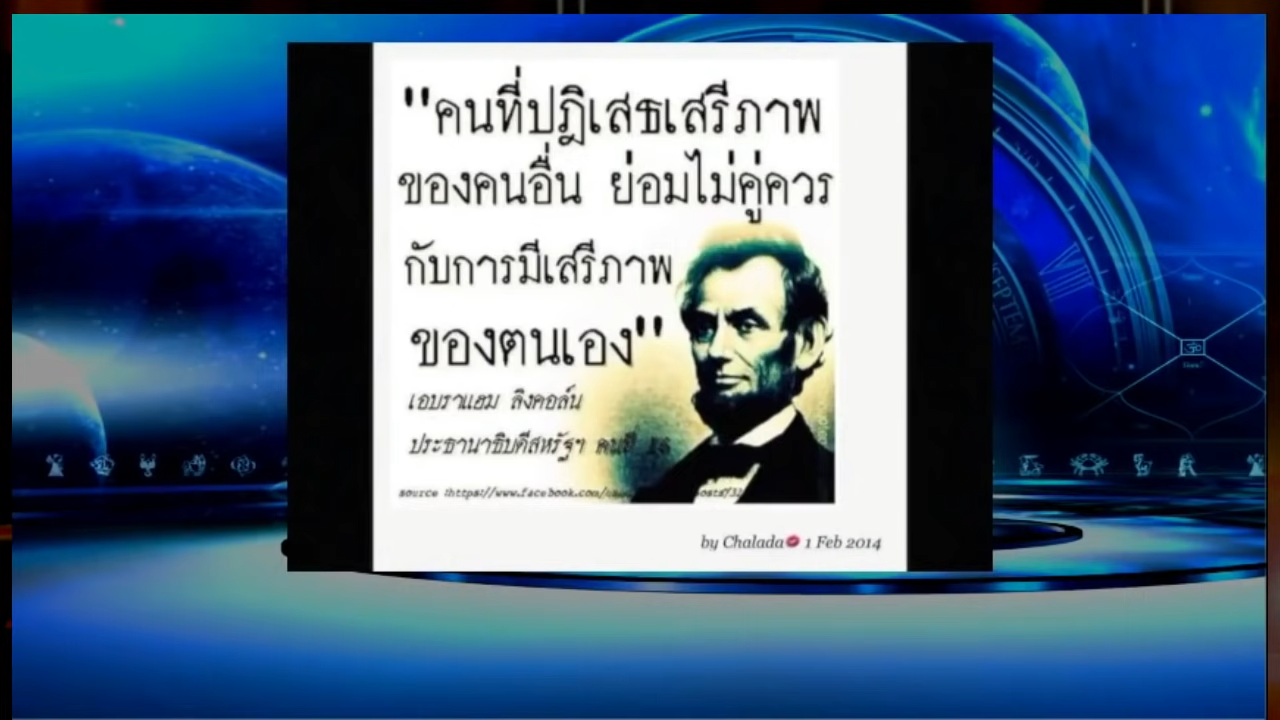 "คนที่ปฎิเสธเสรีภาพ
ของคนอื่น ย่อมไม่คู่ควร
กับการมีเสรีภาพ
ของตนเอง"
เอบราแฮม ลิงคอล์น
ประธานาธิบดีสหรัฐฯ คนที่ 16
source :https://www.facebook.com/
by Chalada💋 1 Feb 2014
VIII
SEPTEM